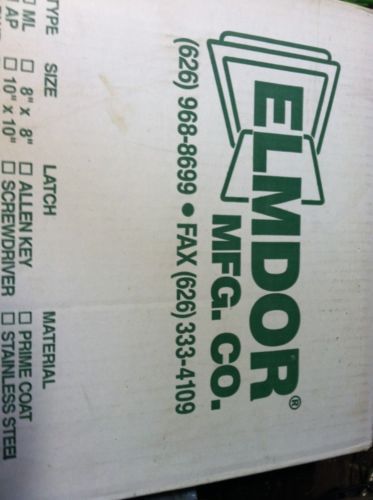 ELMDOR®
MFG. CO.
(626) 968-8699 • FAX (626) 333-4109
TYPE SIZE LATCH MATERIAL
☐ ML ☐ 8" x 8" ☐ ALLEN KEY ☐ PRIME COAT
☐ AP ☐ 10" x 10" ☐ SCREWDRIVER ☐ STAINLESS STEEL